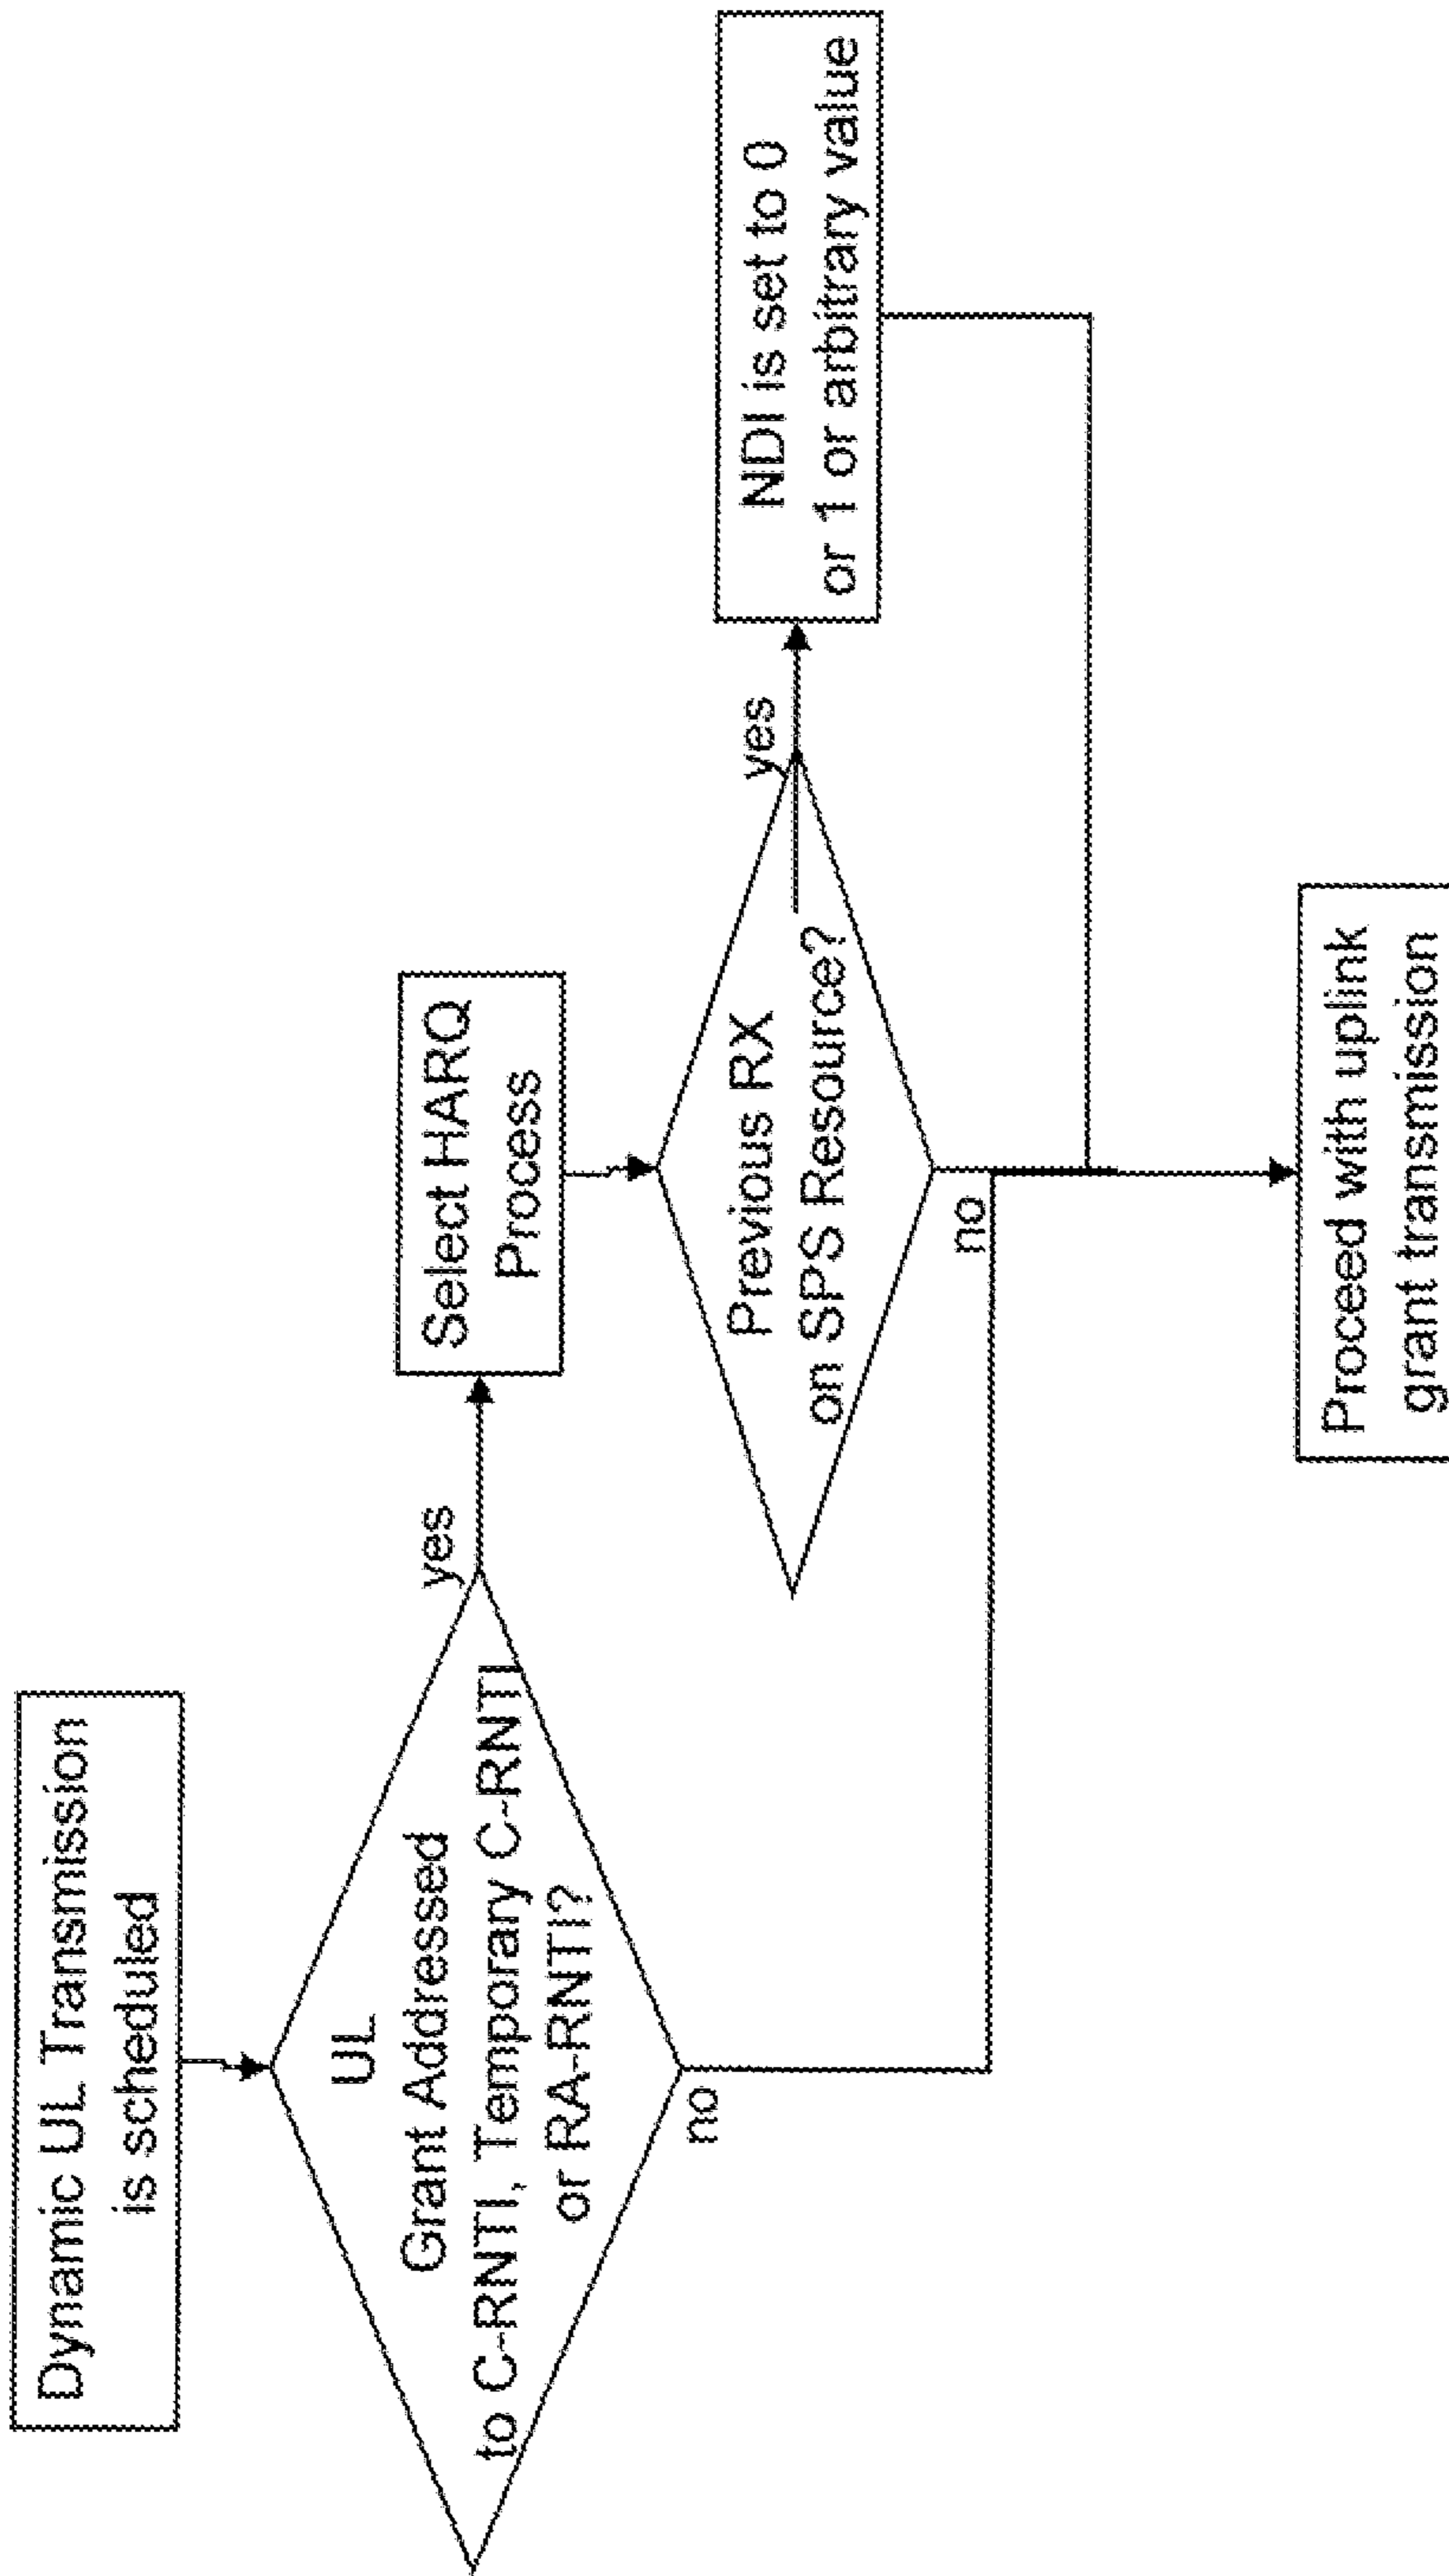 Dynamic UL Transmission
is scheduled
UL
Grant Addressed
to C-RNTI, Temporary C-RNTI
or RA-RNTI?
yes
no
Select HARQ
Process
Previous RX
on SPS Resource?
yes
no
NDI is set to 0
or 1 or arbitrary value
Proceed with uplink
grant transmission